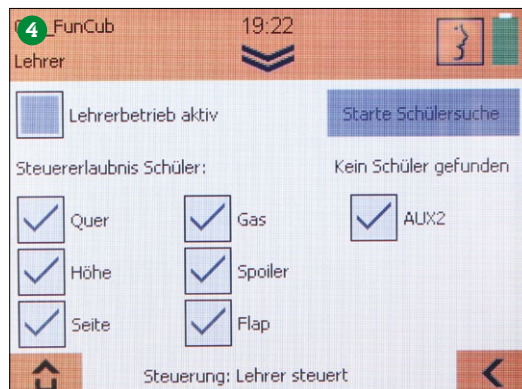 4
FunCub
19:22
Lehrer
Lehrerbetrieb aktiv
Starte Schülersuche
Steuererlaubnis Schüler:
Kein Schüler gefunden
Quer
Gas
AUX2
Höhe
Spoiler
Seite
Flap
Steuerung: Lehrer steuert